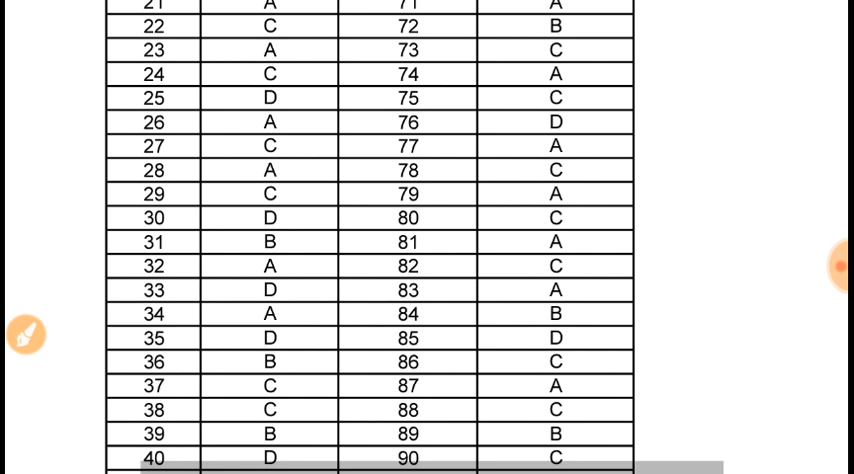 21 A 71 A
22 C 72 B
23 A 73 C
24 C 74 A
25 D 75 C
26 A 76 D
27 C 77 A
28 A 78 C
29 C 79 A
30 D 80 C
31 B 81 A
32 A 82 C
33 D 83 A
34 A 84 B
35 D 85 D
36 B 86 C
37 C 87 A
38 C 88 C
39 B 89 B
40 D 90 C